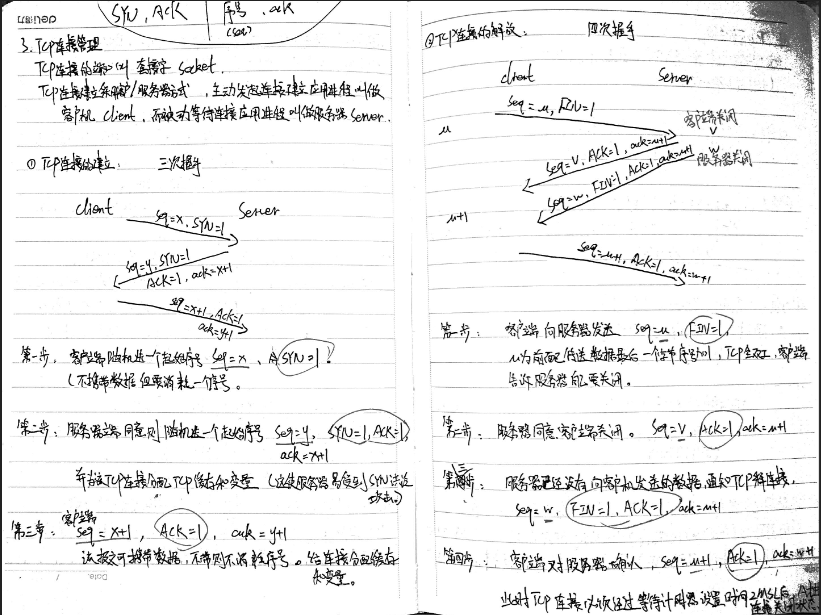 SYN, ACK 序号, ack
(seq)
3. TCP连接管理
TCP连接的端口叫 套接字 socket.
TCP连接建立采用客户/服务器方式, 主动发起连接建立应用进程叫做
客户机 client, 而被动等待连接应用进程叫做服务器 server.
① TCP连接的建立: 三次握手
client Server
seq=x, SYN=1
seq=y, SYN=1
ACK=1, ack=x+1
seq=x+1, ACK=1
ack=y+1
第一步: 客户端随机选一个起始序号 seq=x, SYN=1.
(不携带数据但要消耗一个序号。
第二步: 服务器端同意则随机选一个起始序号 seq=y, SYN=1, ACK=1,
ack=x+1
并为该TCP连接分配TCP缓存和变量 (这使服务器易受到SYN洪泛
攻击。)
客户端
第三步: seq=x+1, ACK=1, ack=y+1
该报文可携带数据, 不带则不消耗序号。给连接分配缓存
和变量。
②TCP连接的释放: 四次握手
client Server
seq=u, FIN=1
u 客户端关闭
seq=v, ACK=1, ack=u+1
seq=w, FIN=1, ACK=1, ack=u+1
w
服务器关闭
u+1
seq=u+1, ACK=1, ack=w+1
第一步: 客户端向服务器发送 seq=u, FIN=1,
u为前面已传送数据最后一个字节序号加1, TCP客户端
告诉服务器自己要关闭。
第二步: 服务器同意客户端关闭。 seq=v, ACK=1, ack=u+1
第三步: 服务器已经没有向客户机发送的数据, 通知TCP释放连接,
seq=w, FIN=1, ACK=1, ack=u+1
第四步: 客户端对服务器确认, seq=u+1, ACK=1, ack=w+1
此时TCP连接必须经过等待计时器设置时间2MSL后,
连接关闭状态